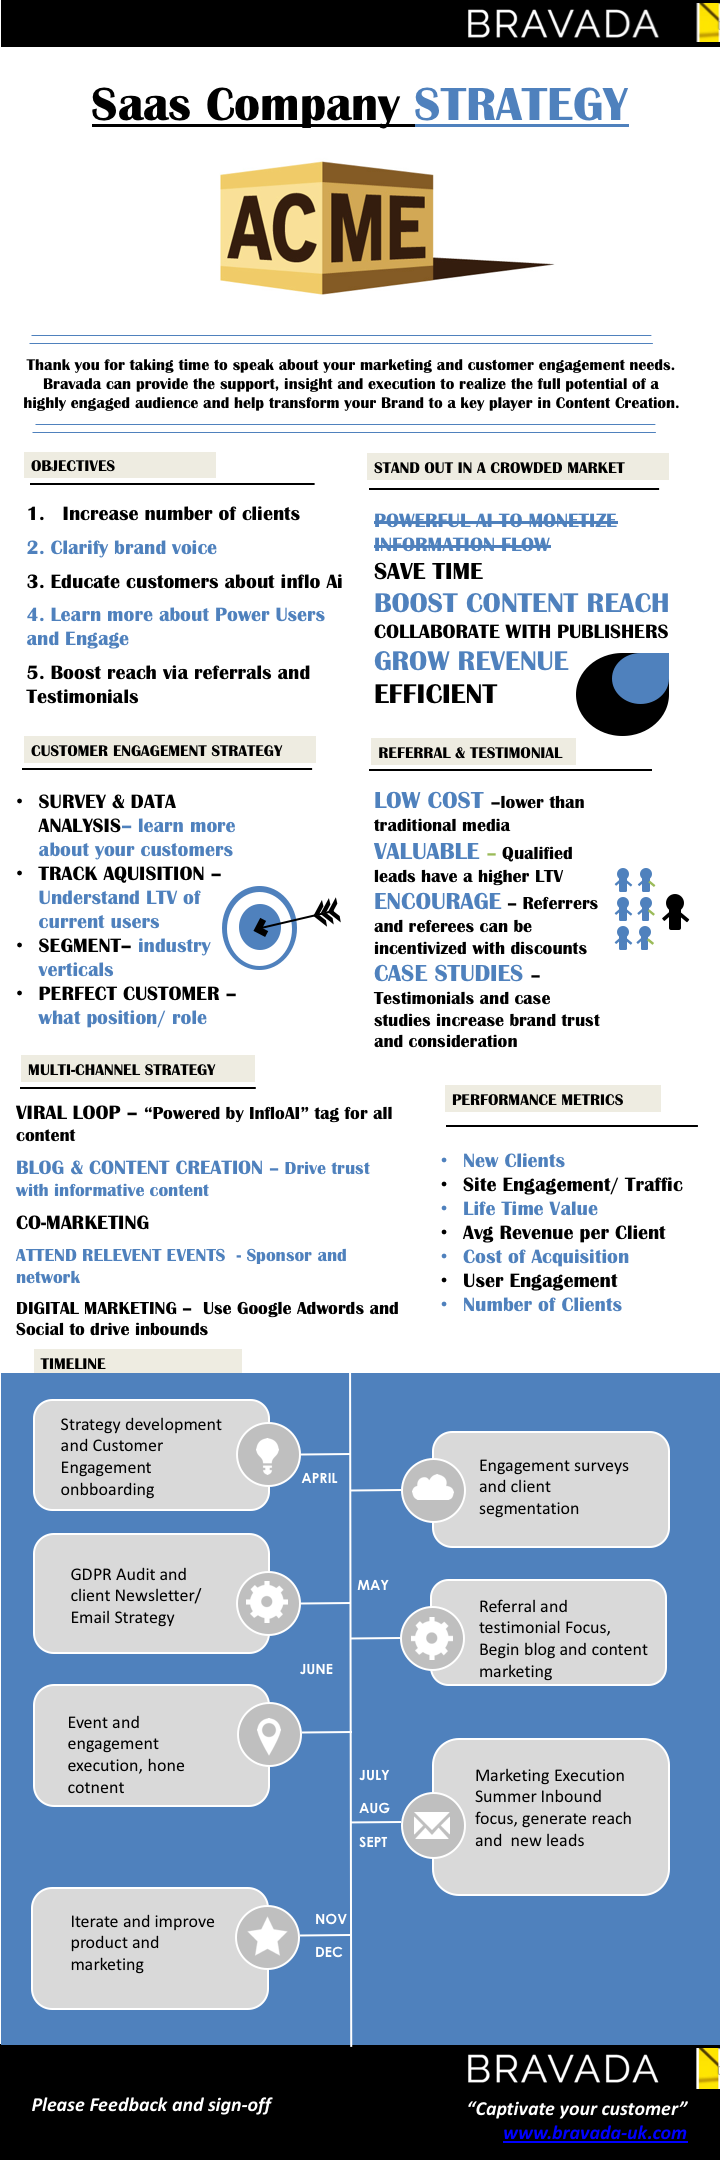 BRAVADA
Saas Company STRATEGY
ACME
Thank you for taking time to speak about your marketing and customer engagement needs.
Bravada can provide the support, insight and execution to realize the full potential of a
highly engaged audience and help transform your Brand to a key player in Content Creation.
OBJECTIVES
1. Increase number of clients
2. Clarify brand voice
3. Educate customers about inflo Ai
4. Learn more about Power Users
and Engage
5. Boost reach via referrals and
Testimonials
STAND OUT IN A CROWDED MARKET
POWERFUL AI TO MONETIZE
INFORMATION FLOW
SAVE TIME
BOOST CONTENT REACH
COLLABORATE WITH PUBLISHERS
GROW REVENUE
EFFICIENT
CUSTOMER ENGAGEMENT STRATEGY
• SURVEY & DATA
ANALYSIS– learn more
about your customers
• TRACK AQUISITION –
Understand LTV of
current users
• SEGMENT– industry
verticals
• PERFECT CUSTOMER –
what position/ role
REFERRAL & TESTIMONIAL
LOW COST –lower than
traditional media
VALUABLE – Qualified
leads have a higher LTV
ENCOURAGE – Referrers
and referees can be
incentivized with discounts
CASE STUDIES –
Testimonials and case
studies increase brand trust
and consideration
MULTI-CHANNEL STRATEGY
VIRAL LOOP – “Powered by InfloAI” tag for all
content
BLOG & CONTENT CREATION – Drive trust
with informative content
CO-MARKETING
ATTEND RELEVENT EVENTS - Sponsor and
network
DIGITAL MARKETING – Use Google Adwords and
Social to drive inbounds
PERFORMANCE METRICS
• New Clients
• Site Engagement/ Traffic
• Life Time Value
• Avg Revenue per Client
• Cost of Acquisition
• User Engagement
• Number of Clients
TIMELINE
Strategy development
and Customer
Engagement
onbboarding
APRIL
Engagement surveys
and client
segmentation
GDPR Audit and
client Newsletter/
Email Strategy
MAY
Referral and
testimonial Focus,
Begin blog and content
marketing
JUNE
Event and
engagement
execution, hone
cotnent
JULY
AUG
SEPT
Marketing Execution
Summer Inbound
focus, generate reach
and new leads
Iterate and improve
product and
marketing
NOV
DEC
BRAVADA
Please Feedback and sign-off
“Captivate your customer”
www.bravada-uk.com